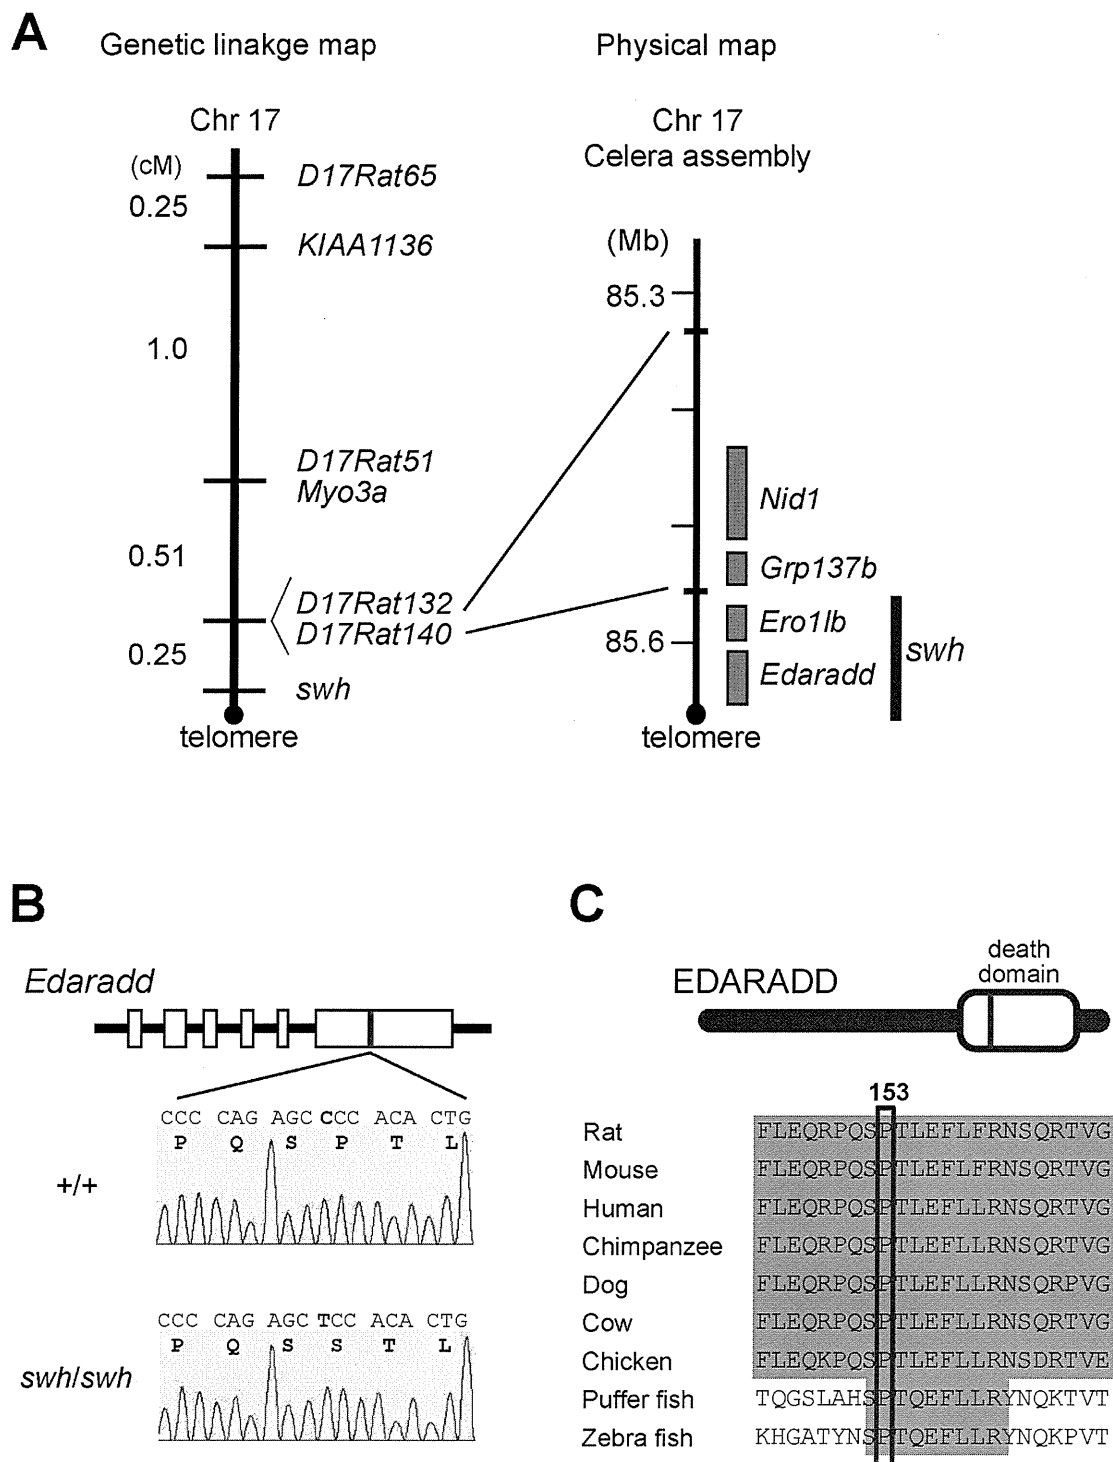 A
Genetic linakge map
Physical map
Chr 17
Chr 17
Celera assembly
(cM)
0.25
1.0
0.51
0.25
D17Rat65
KIAA1136
D17Rat51
Myo3a
D17Rat132
D17Rat140
swh
telomere
(Mb)
85.3
85.6
Nid1
Grp137b
Ero1lb
Edaradd
swh
telomere
B
Edaradd
CCC CAG AGC CCC ACA CTG
P Q S P T L
+/+
CCC CAG AGC TCC ACA CTG
P Q S S T L
swh/swh
C
EDARADD
death
domain
153
Rat FLEQRPQSPTLEFLFRNSQRTVG
Mouse FLEQRPQSPTLEFLFRNSQRTVG
Human FLEQRPQSPTLEFLLRNSQRTVG
Chimpanzee FLEQRPQSPTLEFLLRNSQRTVG
Dog FLEQRPQSPTLEFLLRNSQRPVG
Cow FLEQRPQSPTLEFLLRNSQRTVG
Chicken FLEQKPQSPTLEFLLRNSDRTVE
Puffer fish TQGSLAHSPTQEFLLRYNQKTVT
Zebra fish KHGATYNSPTQEFLLRYNQKPVT